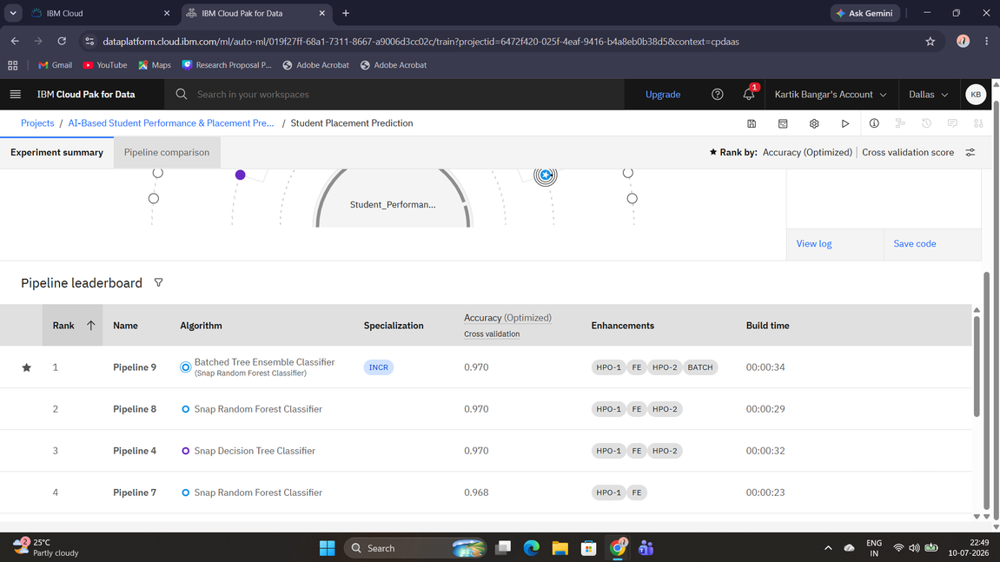 IBM Cloud
IBM Cloud Pak for Data
Ask Gemini
dataplatform.cloud.ibm.com/ml/auto-ml/019f27ff-68a1-7311-8667-a9006d3cc02c/train?projectid=6472f420-025f-4eaf-9416-b4a8eb0b38d5&context=cpdaas
Gmail YouTube Maps Research Proposal P... Adobe Acrobat Adobe Acrobat
IBM Cloud Pak for Data Search in your workspaces Upgrade 1 Kartik Bangar's Account Dallas KB
Projects / AI-Based Student Performance & Placement Pre... / Student Placement Prediction
Experiment summary Pipeline comparison Rank by: Accuracy (Optimized) Cross validation score
Student_Performan...
View log Save code
Pipeline leaderboard
Rank Name Algorithm Specialization Accuracy (Optimized) Enhancements Build time
Cross validation
1 Pipeline 9 Batched Tree Ensemble Classifier INCR 0.970 HPO-1 FE HPO-2 BATCH 00:00:34
(Snap Random Forest Classifier)
2 Pipeline 8 Snap Random Forest Classifier 0.970 HPO-1 FE HPO-2 00:00:29
3 Pipeline 4 Snap Decision Tree Classifier 0.970 HPO-1 FE HPO-2 00:00:32
4 Pipeline 7 Snap Random Forest Classifier 0.968 HPO-1 FE 00:00:23
2 25°C
Partly cloudy
Search
ENG
IN
22:49
10-07-2026